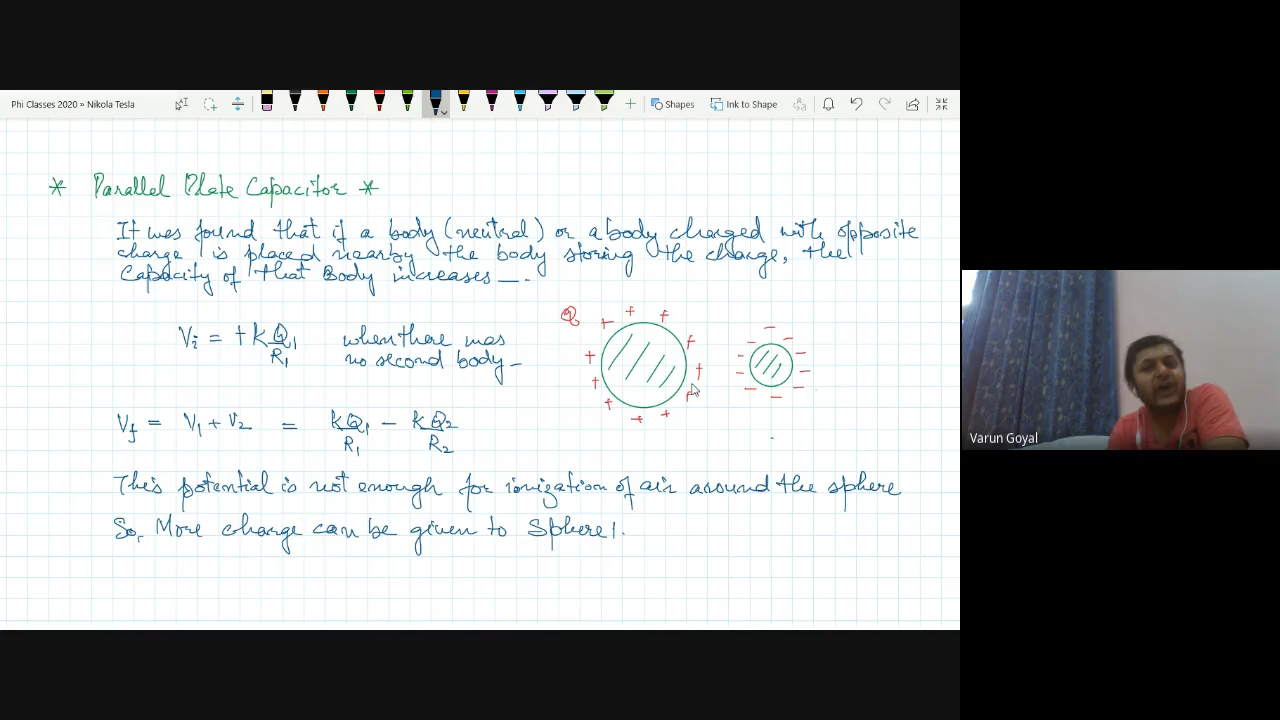 Phi Classes 2020 » Nikola Tesla
Shapes
Ink to Shape
* Parallel Plate Capacitor *
It was found that if a body (neutral) or a body charged with opposite
charge is placed nearby the body storing the charge, the
Capacity of that Body increases _ .
Vi = + kQ1/R1 when there was
no second body _
Q
Vf = V1 + V2 = kQ1/R1 - kQ2/R2
This potential is not enough for ionization of air around the sphere
So, More charge can be given to Sphere 1.
Varun Goyal